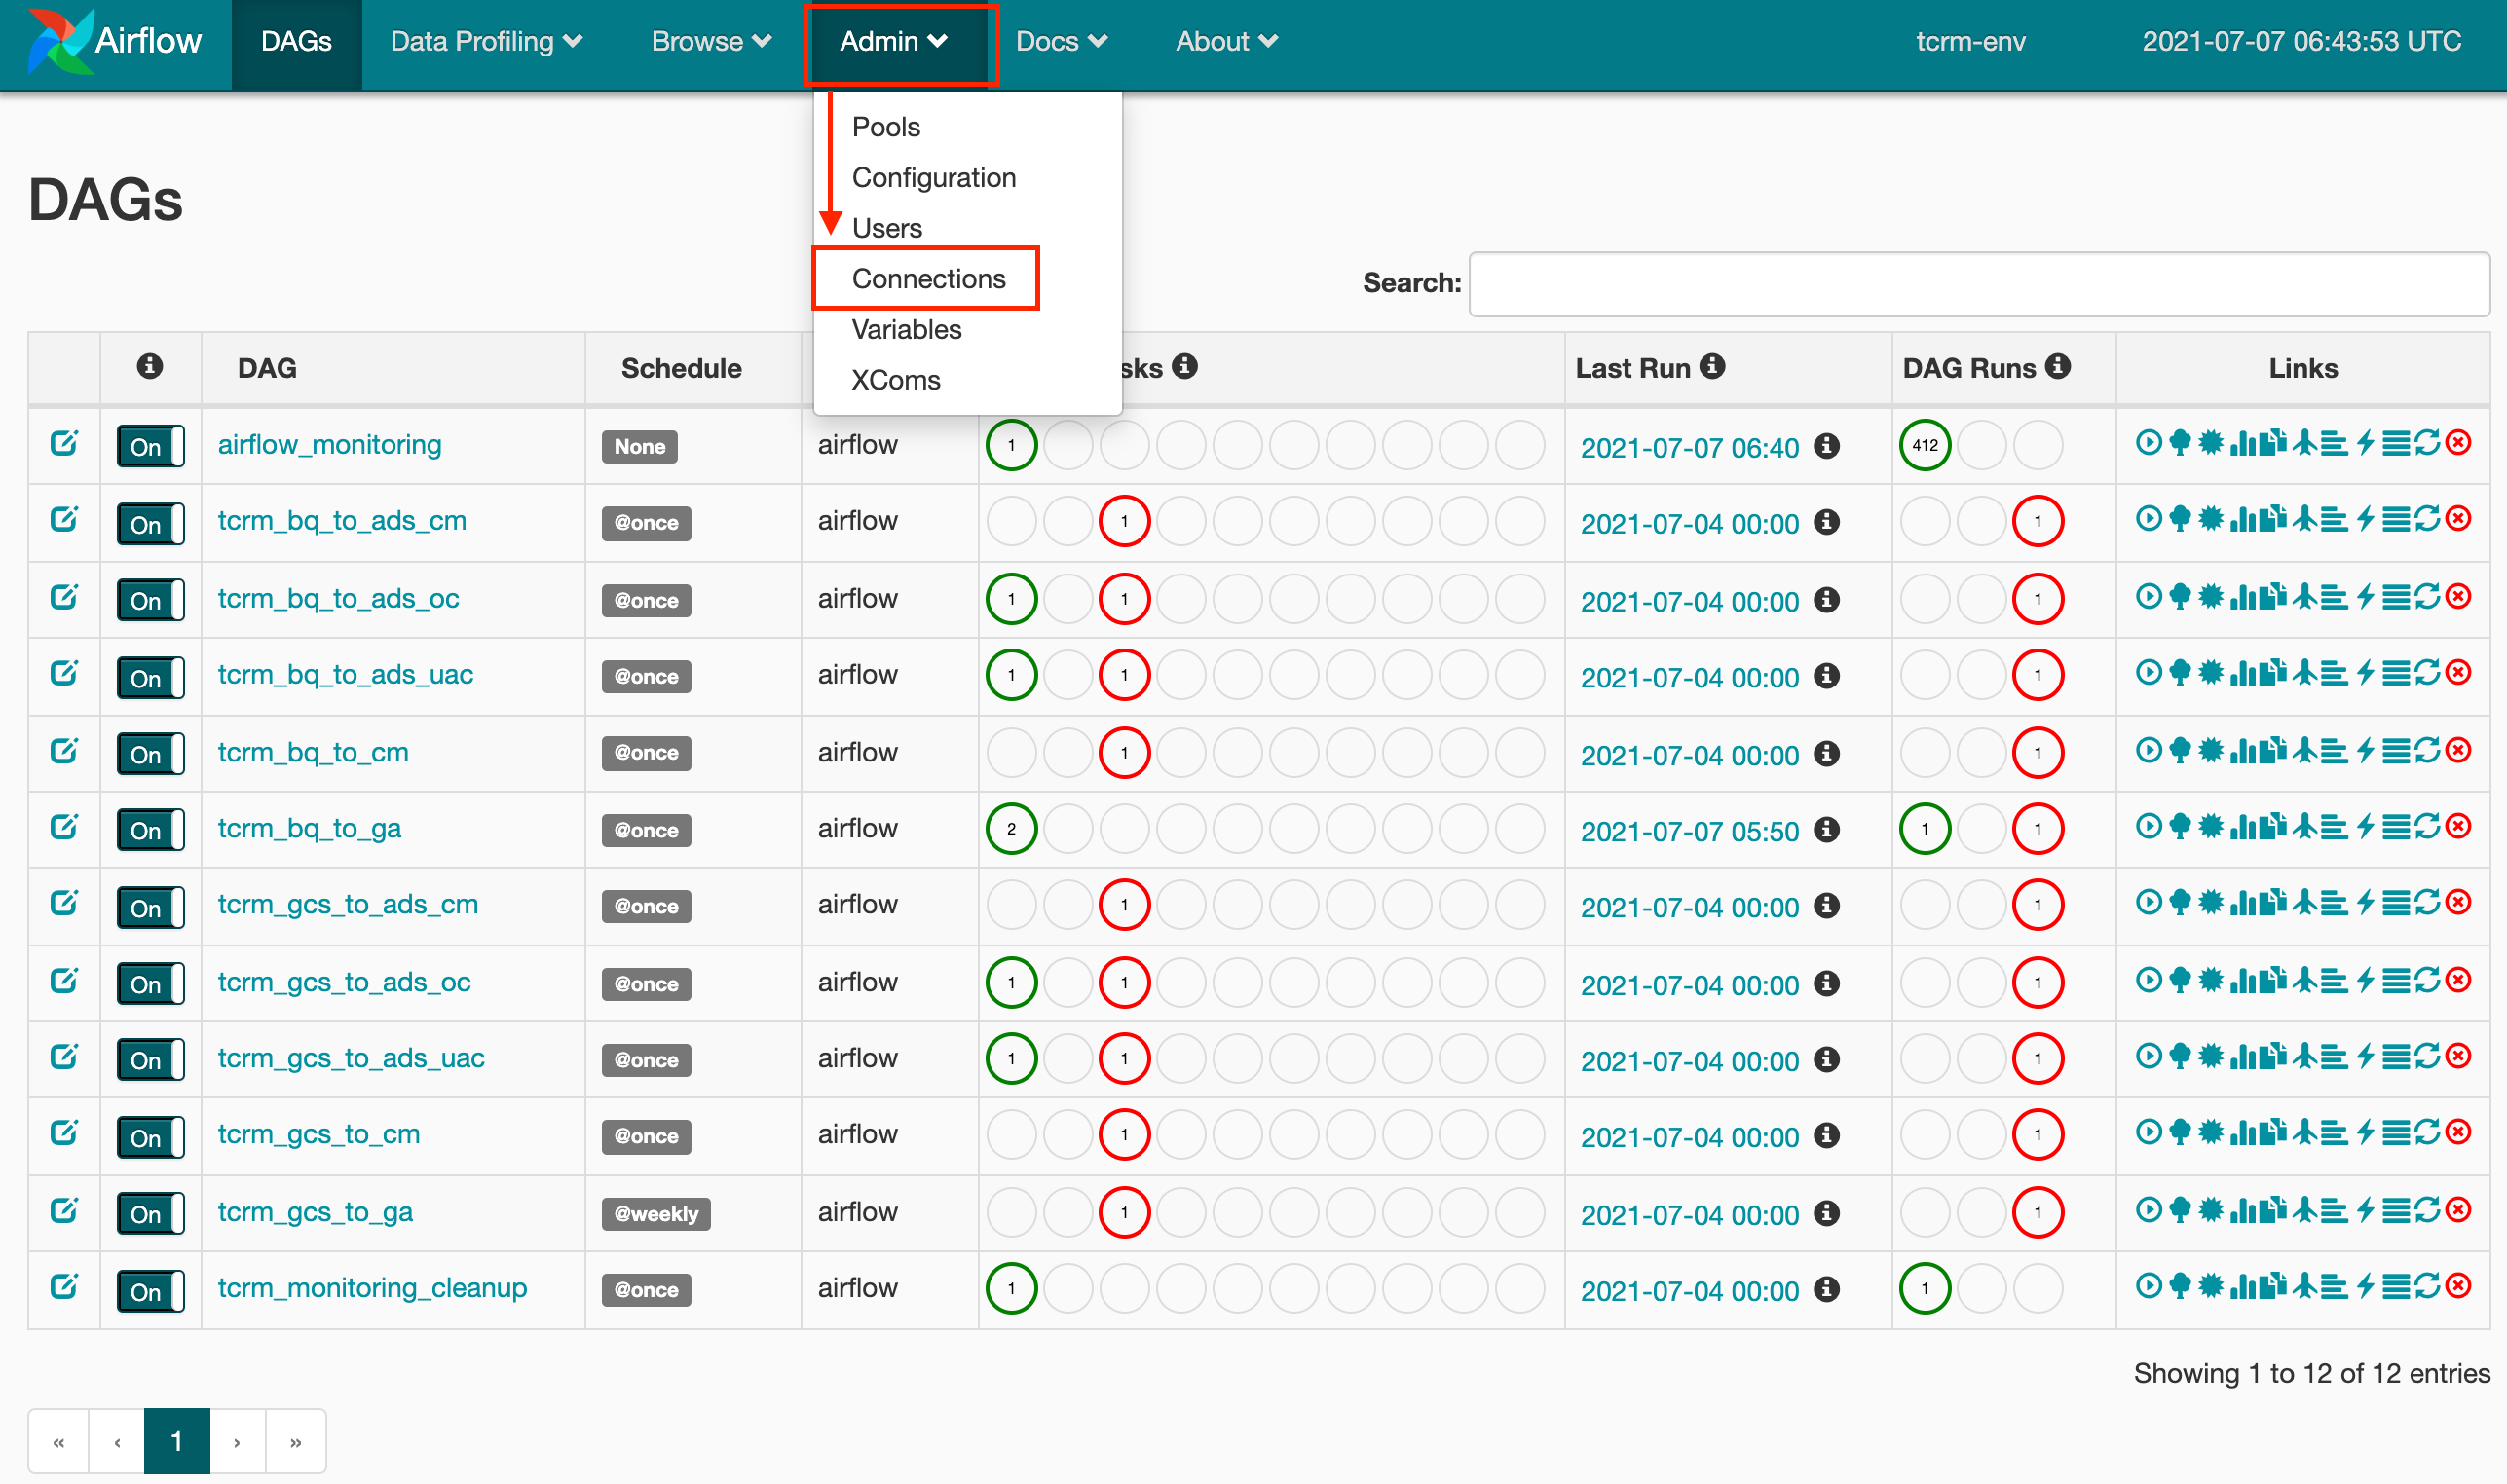 Airflow DAGs Data Profiling Browse Admin Docs About tcrm-env 2021-07-07 06:43:53 UTC
Pools
Configuration
DAGs
Users
Connections
Search:
Variables
XComs
DAG Schedule sks Last Run DAG Runs Links
On airflow_monitoring None airflow 1 2021-07-07 06:40 412
On tcrm_bq_to_ads_cm @once airflow 1 2021-07-04 00:00 1
On tcrm_bq_to_ads_oc @once airflow 1 1 2021-07-04 00:00 1
On tcrm_bq_to_ads_uac @once airflow 1 1 2021-07-04 00:00 1
On tcrm_bq_to_cm @once airflow 1 2021-07-04 00:00 1
On tcrm_bq_to_ga @once airflow 2 2021-07-07 05:50 1 1
On tcrm_gcs_to_ads_cm @once airflow 1 2021-07-04 00:00 1
On tcrm_gcs_to_ads_oc @once airflow 1 1 2021-07-04 00:00 1
On tcrm_gcs_to_ads_uac @once airflow 1 1 2021-07-04 00:00 1
On tcrm_gcs_to_cm @once airflow 1 2021-07-04 00:00 1
On tcrm_gcs_to_ga @weekly airflow 1 2021-07-04 00:00 1
On tcrm_monitoring_cleanup @once airflow 1 2021-07-04 00:00 1
Showing 1 to 12 of 12 entries
« ‹ 1 › »